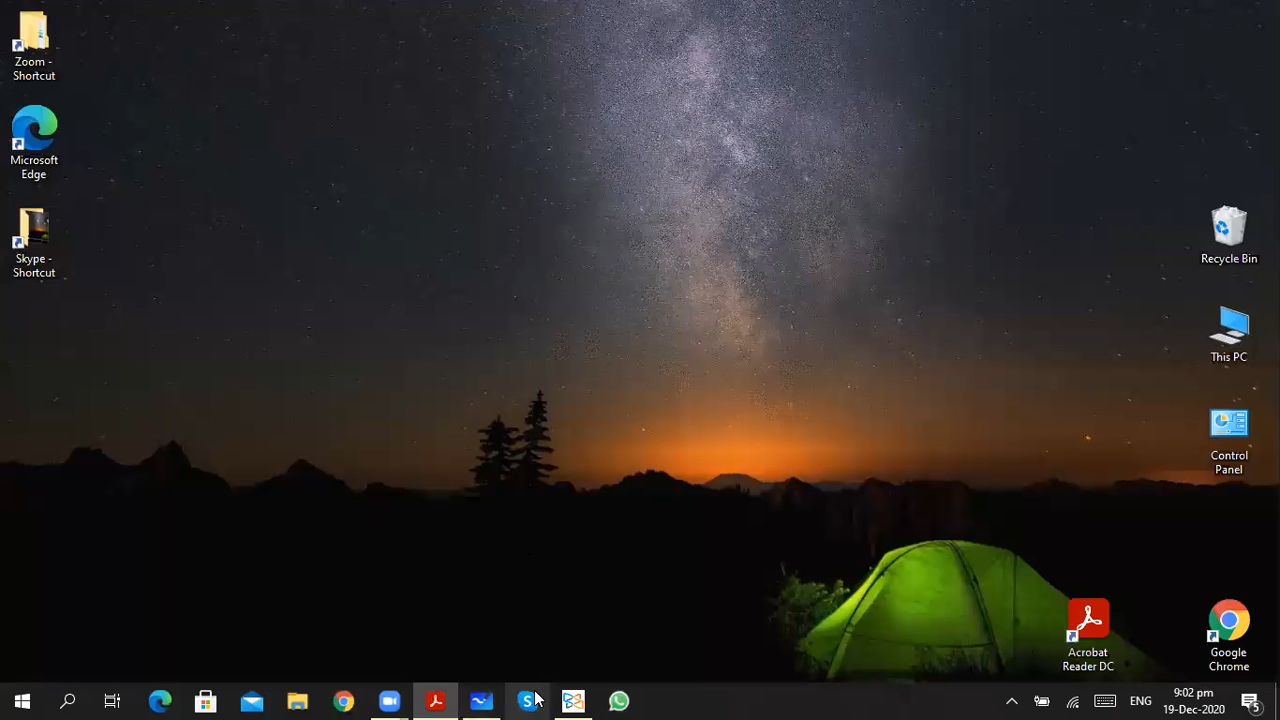 Zoom -
Shortcut
Microsoft
Edge
Skype -
Shortcut
Recycle Bin
This PC
Control
Panel
Acrobat
Reader DC
Google
Chrome
S
ENG
9:02 pm
19-Dec-2020
5